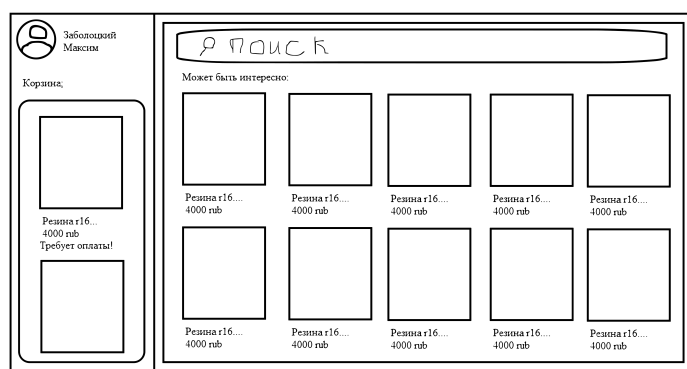 Заболоцкий
Максим
Корзина;
Резина r16...
4000 rub
Требует оплаты!
поиск
Может быть интересно:
Резина r16.... Резина r16.... Резина r16.... Резина r16.... Резина r16....
4000 rub 4000 rub 4000 rub 4000 rub 4000 rub
Резина r16.... Резина r16.... Резина r16.... Резина r16.... Резина r16....
4000 rub 4000 rub 4000 rub 4000 rub 4000 rub